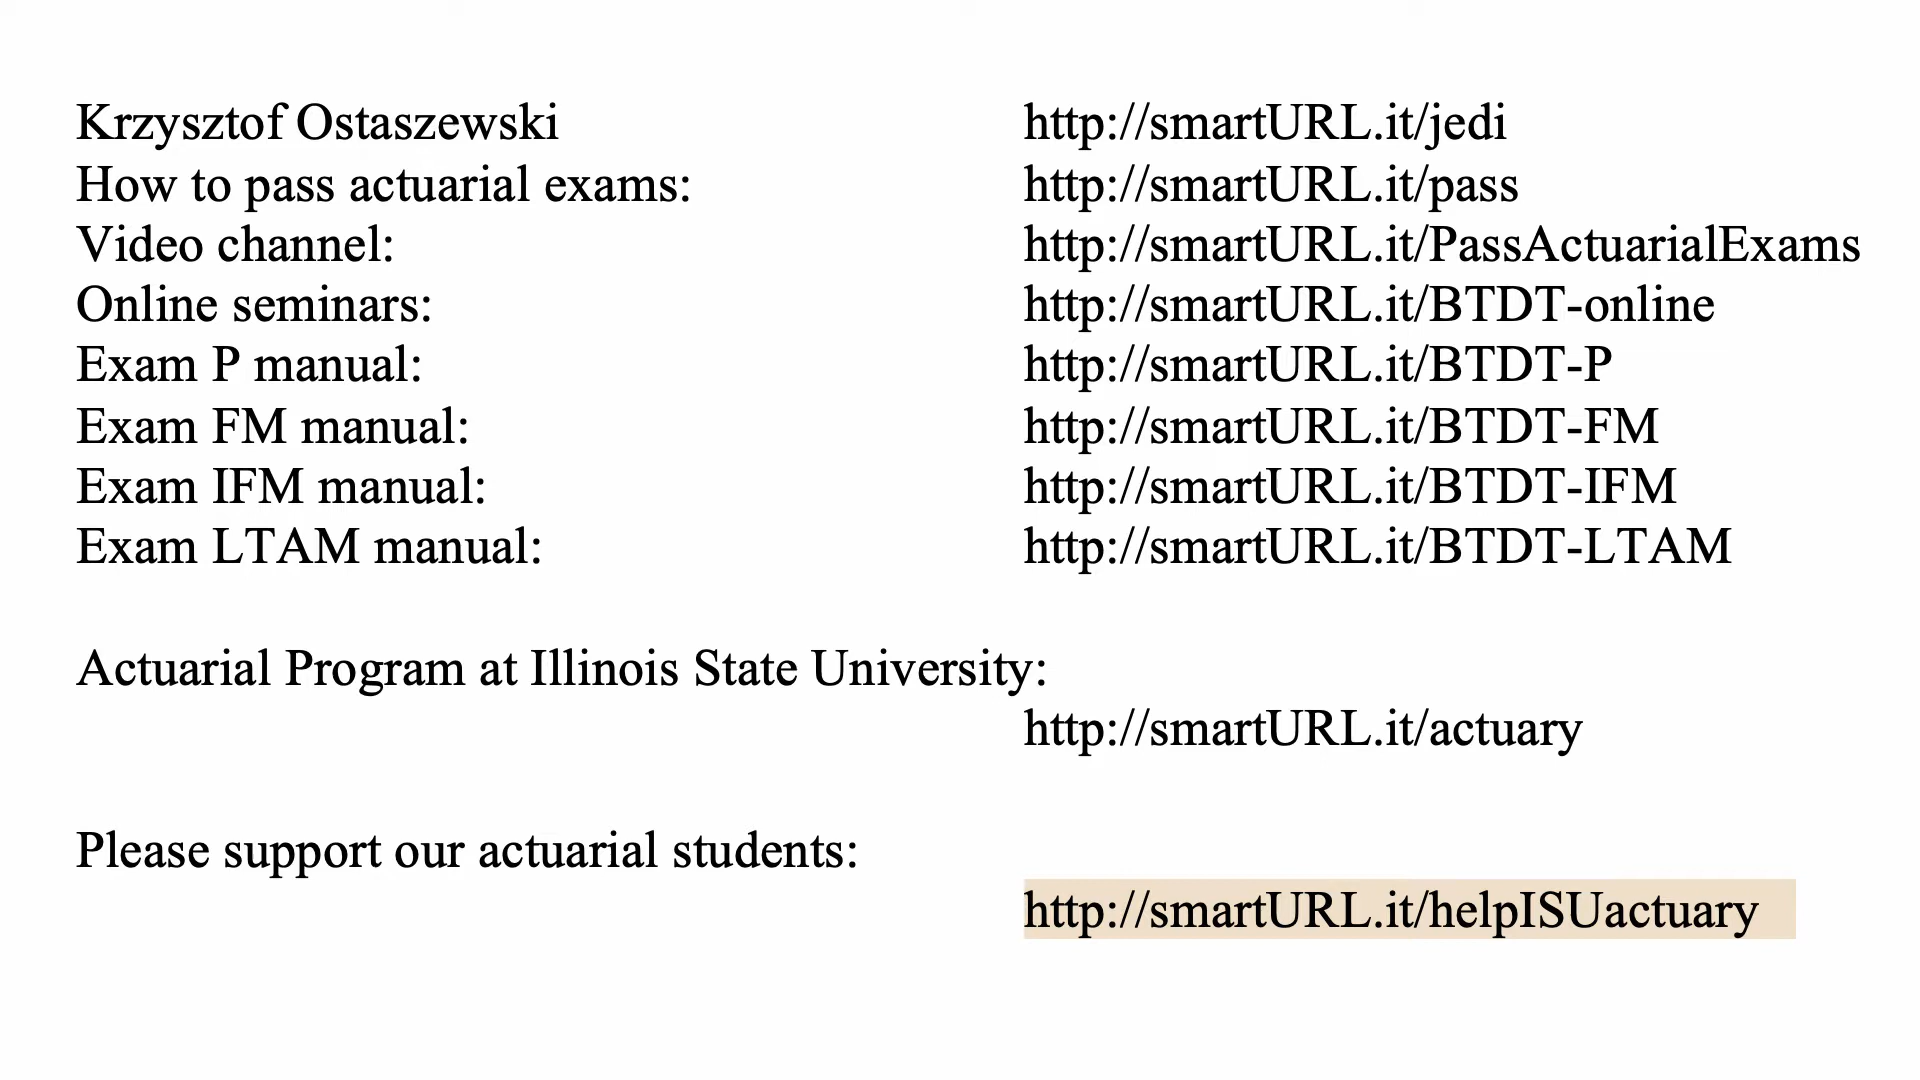 Krzysztof Ostaszewski http://smartURL.it/jedi
How to pass actuarial exams: http://smartURL.it/pass
Video channel: http://smartURL.it/PassActuarialExams
Online seminars: http://smartURL.it/BTDT-online
Exam P manual: http://smartURL.it/BTDT-P
Exam FM manual: http://smartURL.it/BTDT-FM
Exam IFM manual: http://smartURL.it/BTDT-IFM
Exam LTAM manual: http://smartURL.it/BTDT-LTAM
Actuarial Program at Illinois State University:
http://smartURL.it/actuary
Please support our actuarial students:
http://smartURL.it/helpISUactuary